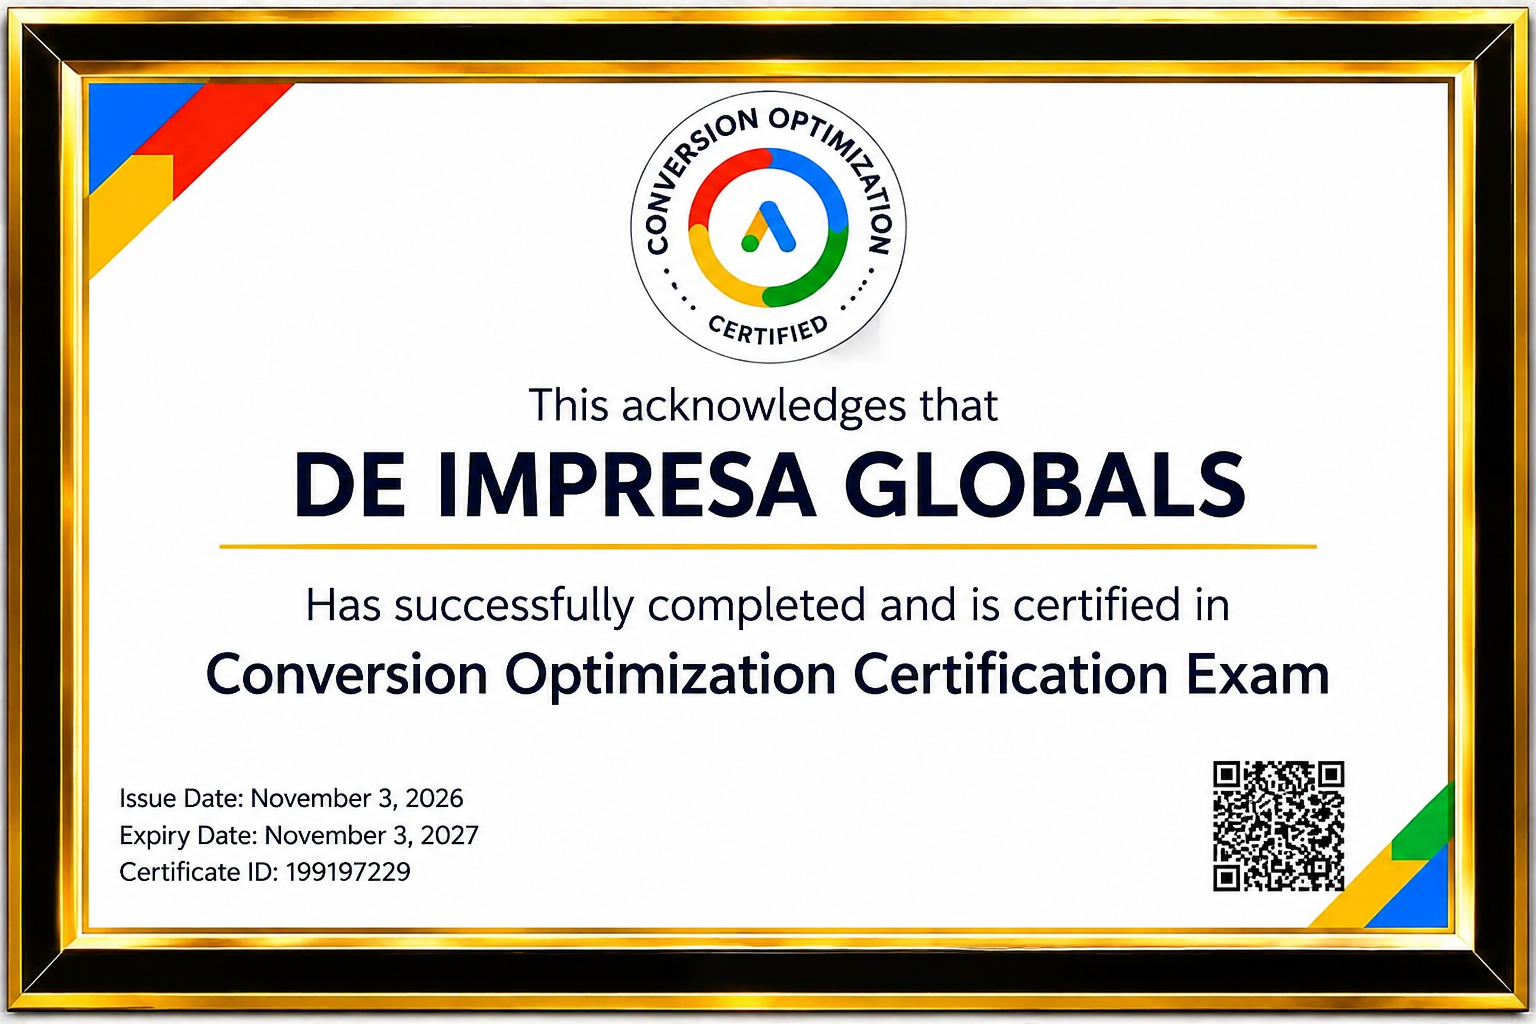 CONVERSION OPTIMIZATION
CERTIFIED
This acknowledges that
DE IMPRESA GLOBALS
Has successfully completed and is certified in
Conversion Optimization Certification Exam
Issue Date: November 3, 2026
Expiry Date: November 3, 2027
Certificate ID: 199197229